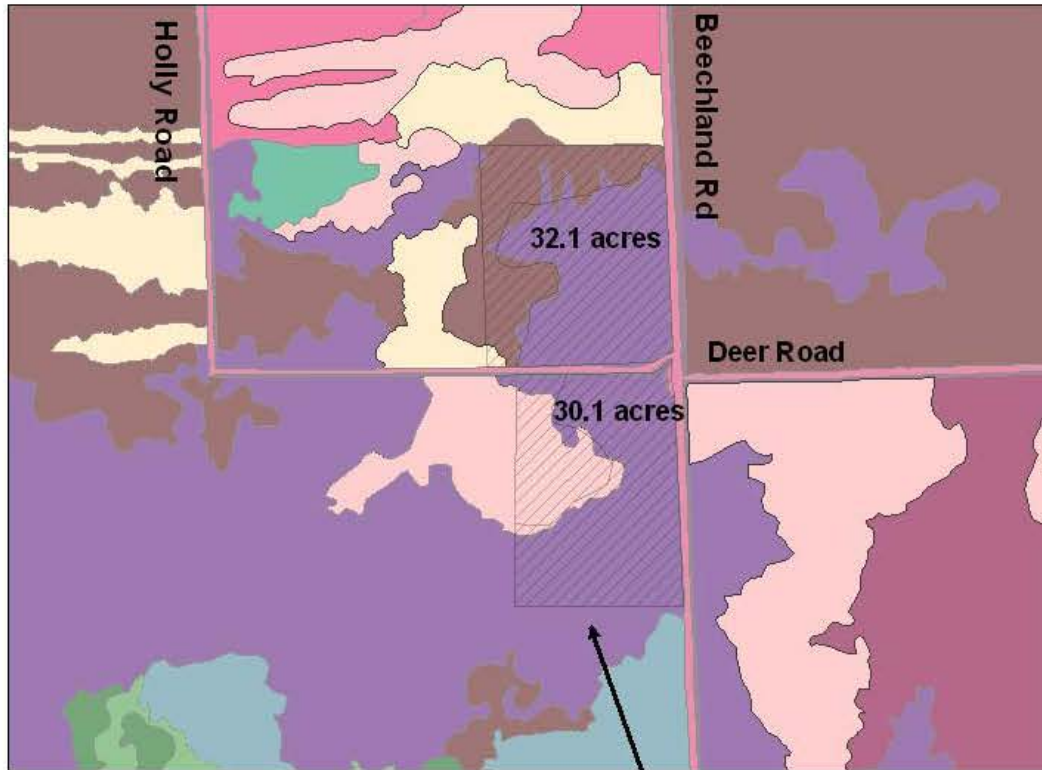 Holly Road
Beechland Rd
32.1 acres
Deer Road
30.1 acres